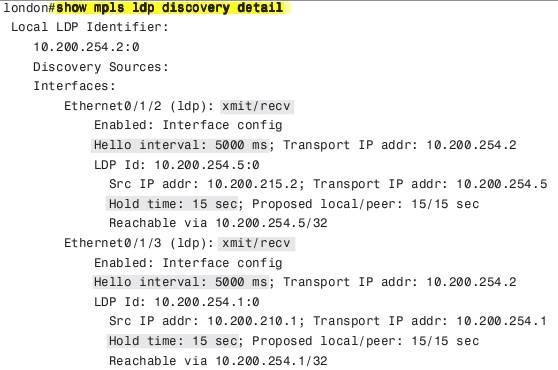 london#show mpls ldp discovery detail
Local LDP Identifier:
10.200.254.2:0
Discovery Sources:
Interfaces:
Ethernet0/1/2 (ldp): xmit/recv
Enabled: Interface config
Hello interval: 5000 ms; Transport IP addr: 10.200.254.2
LDP Id: 10.200.254.5:0
Src IP addr: 10.200.215.2; Transport IP addr: 10.200.254.5
Hold time: 15 sec; Proposed local/peer: 15/15 sec
Reachable via 10.200.254.5/32
Ethernet0/1/3 (ldp): xmit/recv
Enabled: Interface config
Hello interval: 5000 ms; Transport IP addr: 10.200.254.2
LDP Id: 10.200.254.1:0
Src IP addr: 10.200.210.1; Transport IP addr: 10.200.254.1
Hold time: 15 sec; Proposed local/peer: 15/15 sec
Reachable via 10.200.254.1/32